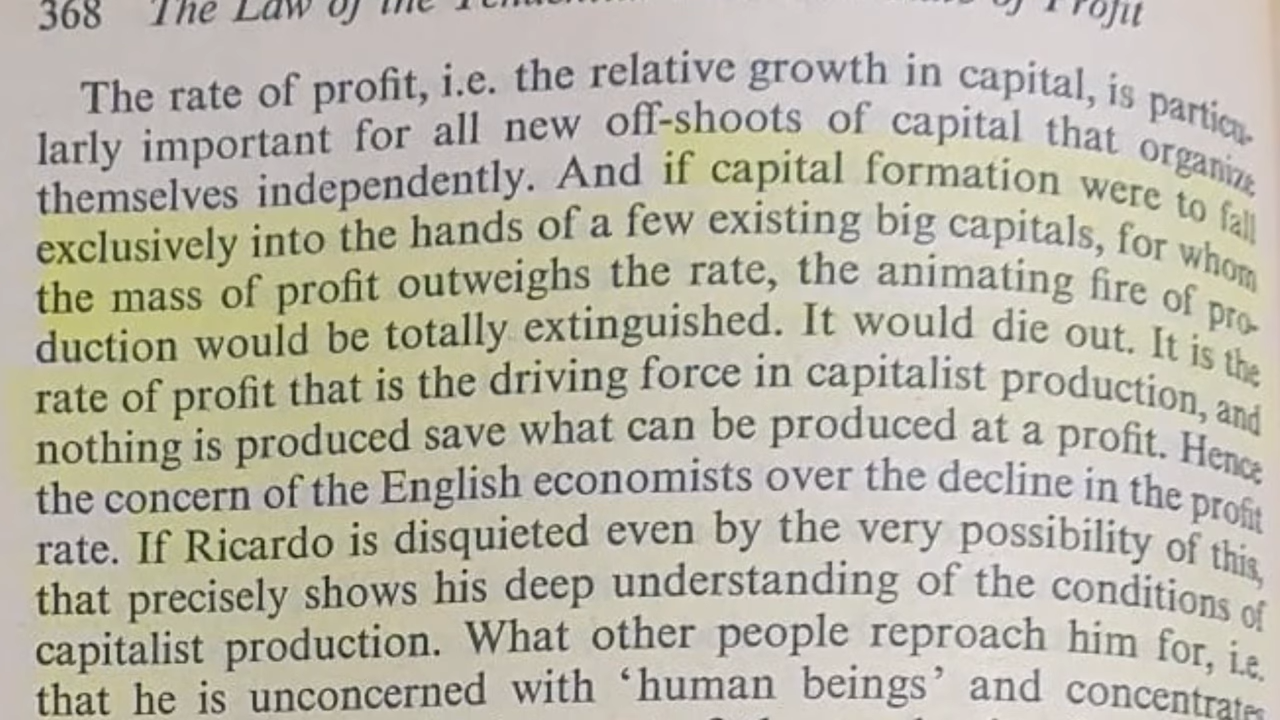 368 The Law of the of Profit
The rate of profit, i.e. the relative growth in capital, is particu-
larly important for all new off-shoots of capital that organize
themselves independently. And if capital formation were to fall
exclusively into the hands of a few existing big capitals, for whom
the mass of profit outweighs the rate, the animating fire of pro-
duction would be totally extinguished. It would die out. It is the
rate of profit that is the driving force in capitalist production, and
nothing is produced save what can be produced at a profit. Hence
the concern of the English economists over the decline in the profit
rate. If Ricardo is disquieted even by the very possibility of this,
that precisely shows his deep understanding of the conditions of
capitalist production. What other people reproach him for, i.e.
that he is unconcerned with ‘human beings’ and concentrates